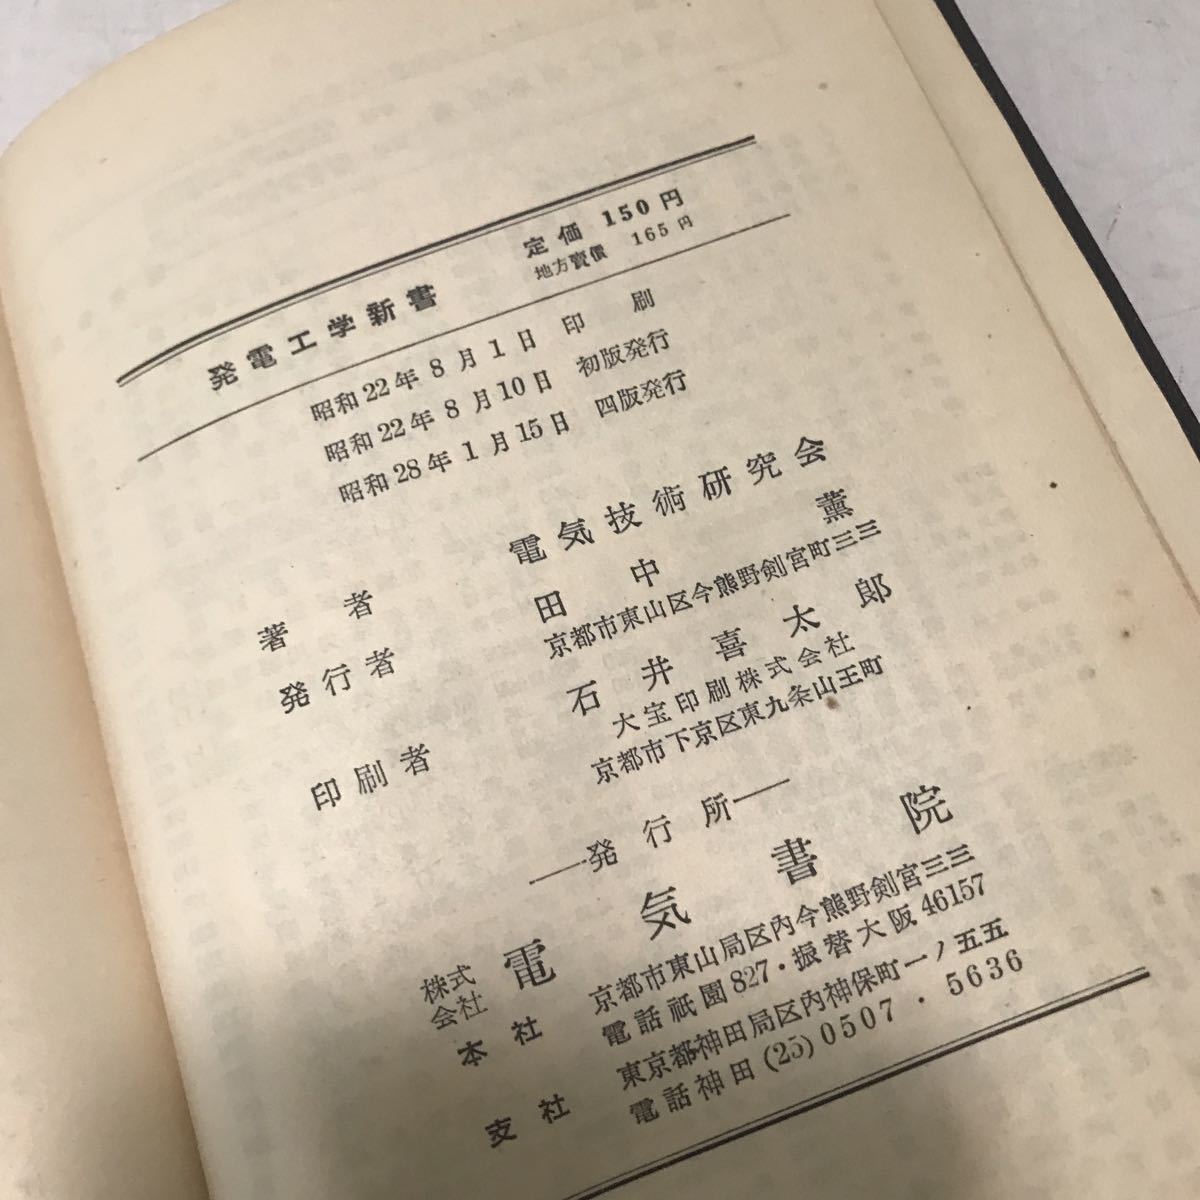 発電工学新書 定価 150円
地方賣價 165円
昭和22年8月1日 印刷
昭和22年8月10日 初版発行
昭和28年1月15日 四版発行
著者 電気技術研究会
発行者 田中薫
京都市東山区今熊野剣宮町三三
印刷者 石井喜太郎
大宝印刷株式会社
京都市下京区東九条山王町
―発行所―
株式会社 電気書院
本社 京都市東山局区内今熊野剣宮三三
電話祇園827・振替大阪46157
支社 東京都神田局区内神保町一ノ五五
電話神田(25)0507・5636